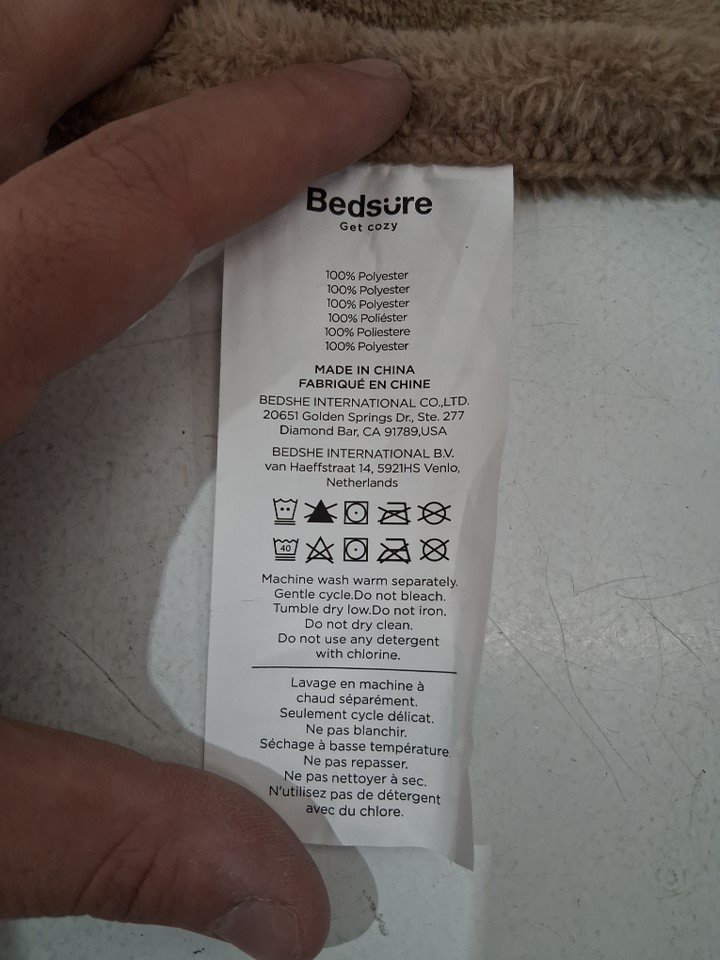 Bedsure
Get cozy
100% Polyester
100% Polyester
100% Polyester
100% Poliéster
100% Poliestere
100% Polyester
MADE IN CHINA
FABRIQUÉ EN CHINE
BEDSHE INTERNATIONAL CO.,LTD.
20651 Golden Springs Dr., Ste. 277
Diamond Bar, CA 91789,USA
BEDSHE INTERNATIONAL B.V.
van Haeffstraat 14, 5921HS Venlo,
Netherlands
40
Machine wash warm separately.
Gentle cycle.Do not bleach.
Tumble dry low.Do not iron.
Do not dry clean.
Do not use any detergent
with chlorine.
Lavage en machine à
chaud séparément.
Seulement cycle délicat.
Ne pas blanchir.
Séchage à basse température
Ne pas repasser.
Ne pas nettoyer à sec.
N'utilisez pas de détergent
avec du chlore.